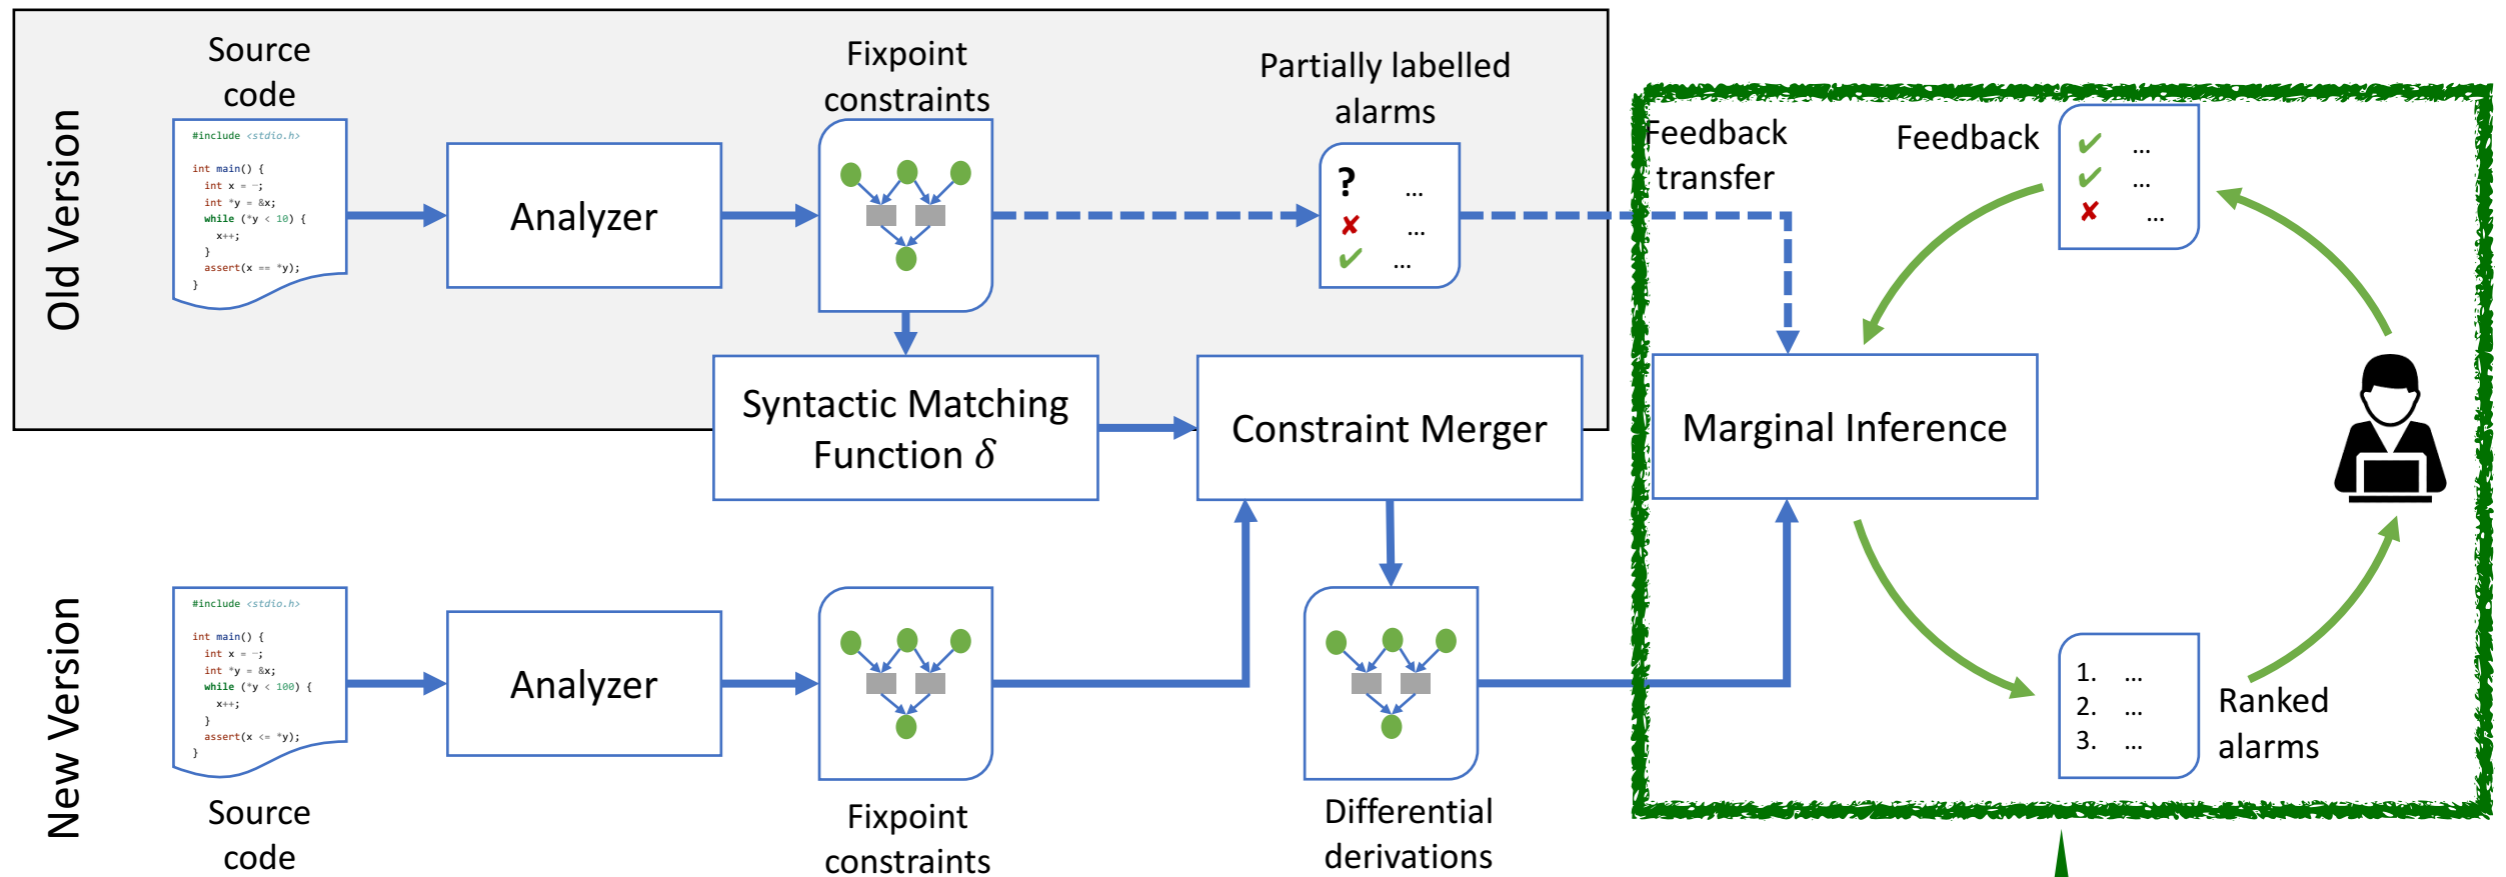 Old Version
Source
code
#include <stdio.h>
int main() {
int x = ~;
int *y = &x;
while (*y < 10) {
x++;
}
assert(x == *y);
}
Analyzer
Fixpoint
constraints
Partially labelled
alarms
? ...
✘ ...
✔ ...
Feedback
transfer
Feedback
✔ ...
✔ ...
✘ ...
Syntactic Matching
Function δ
Constraint Merger
Marginal Inference
New Version
#include <stdio.h>
int main() {
int x = ~;
int *y = &x;
while (*y < 100) {
x++;
}
assert(x <= *y);
}
Source
code
Analyzer
Fixpoint
constraints
Differential
derivations
1. ...
2. ...
3. ...
Ranked
alarms